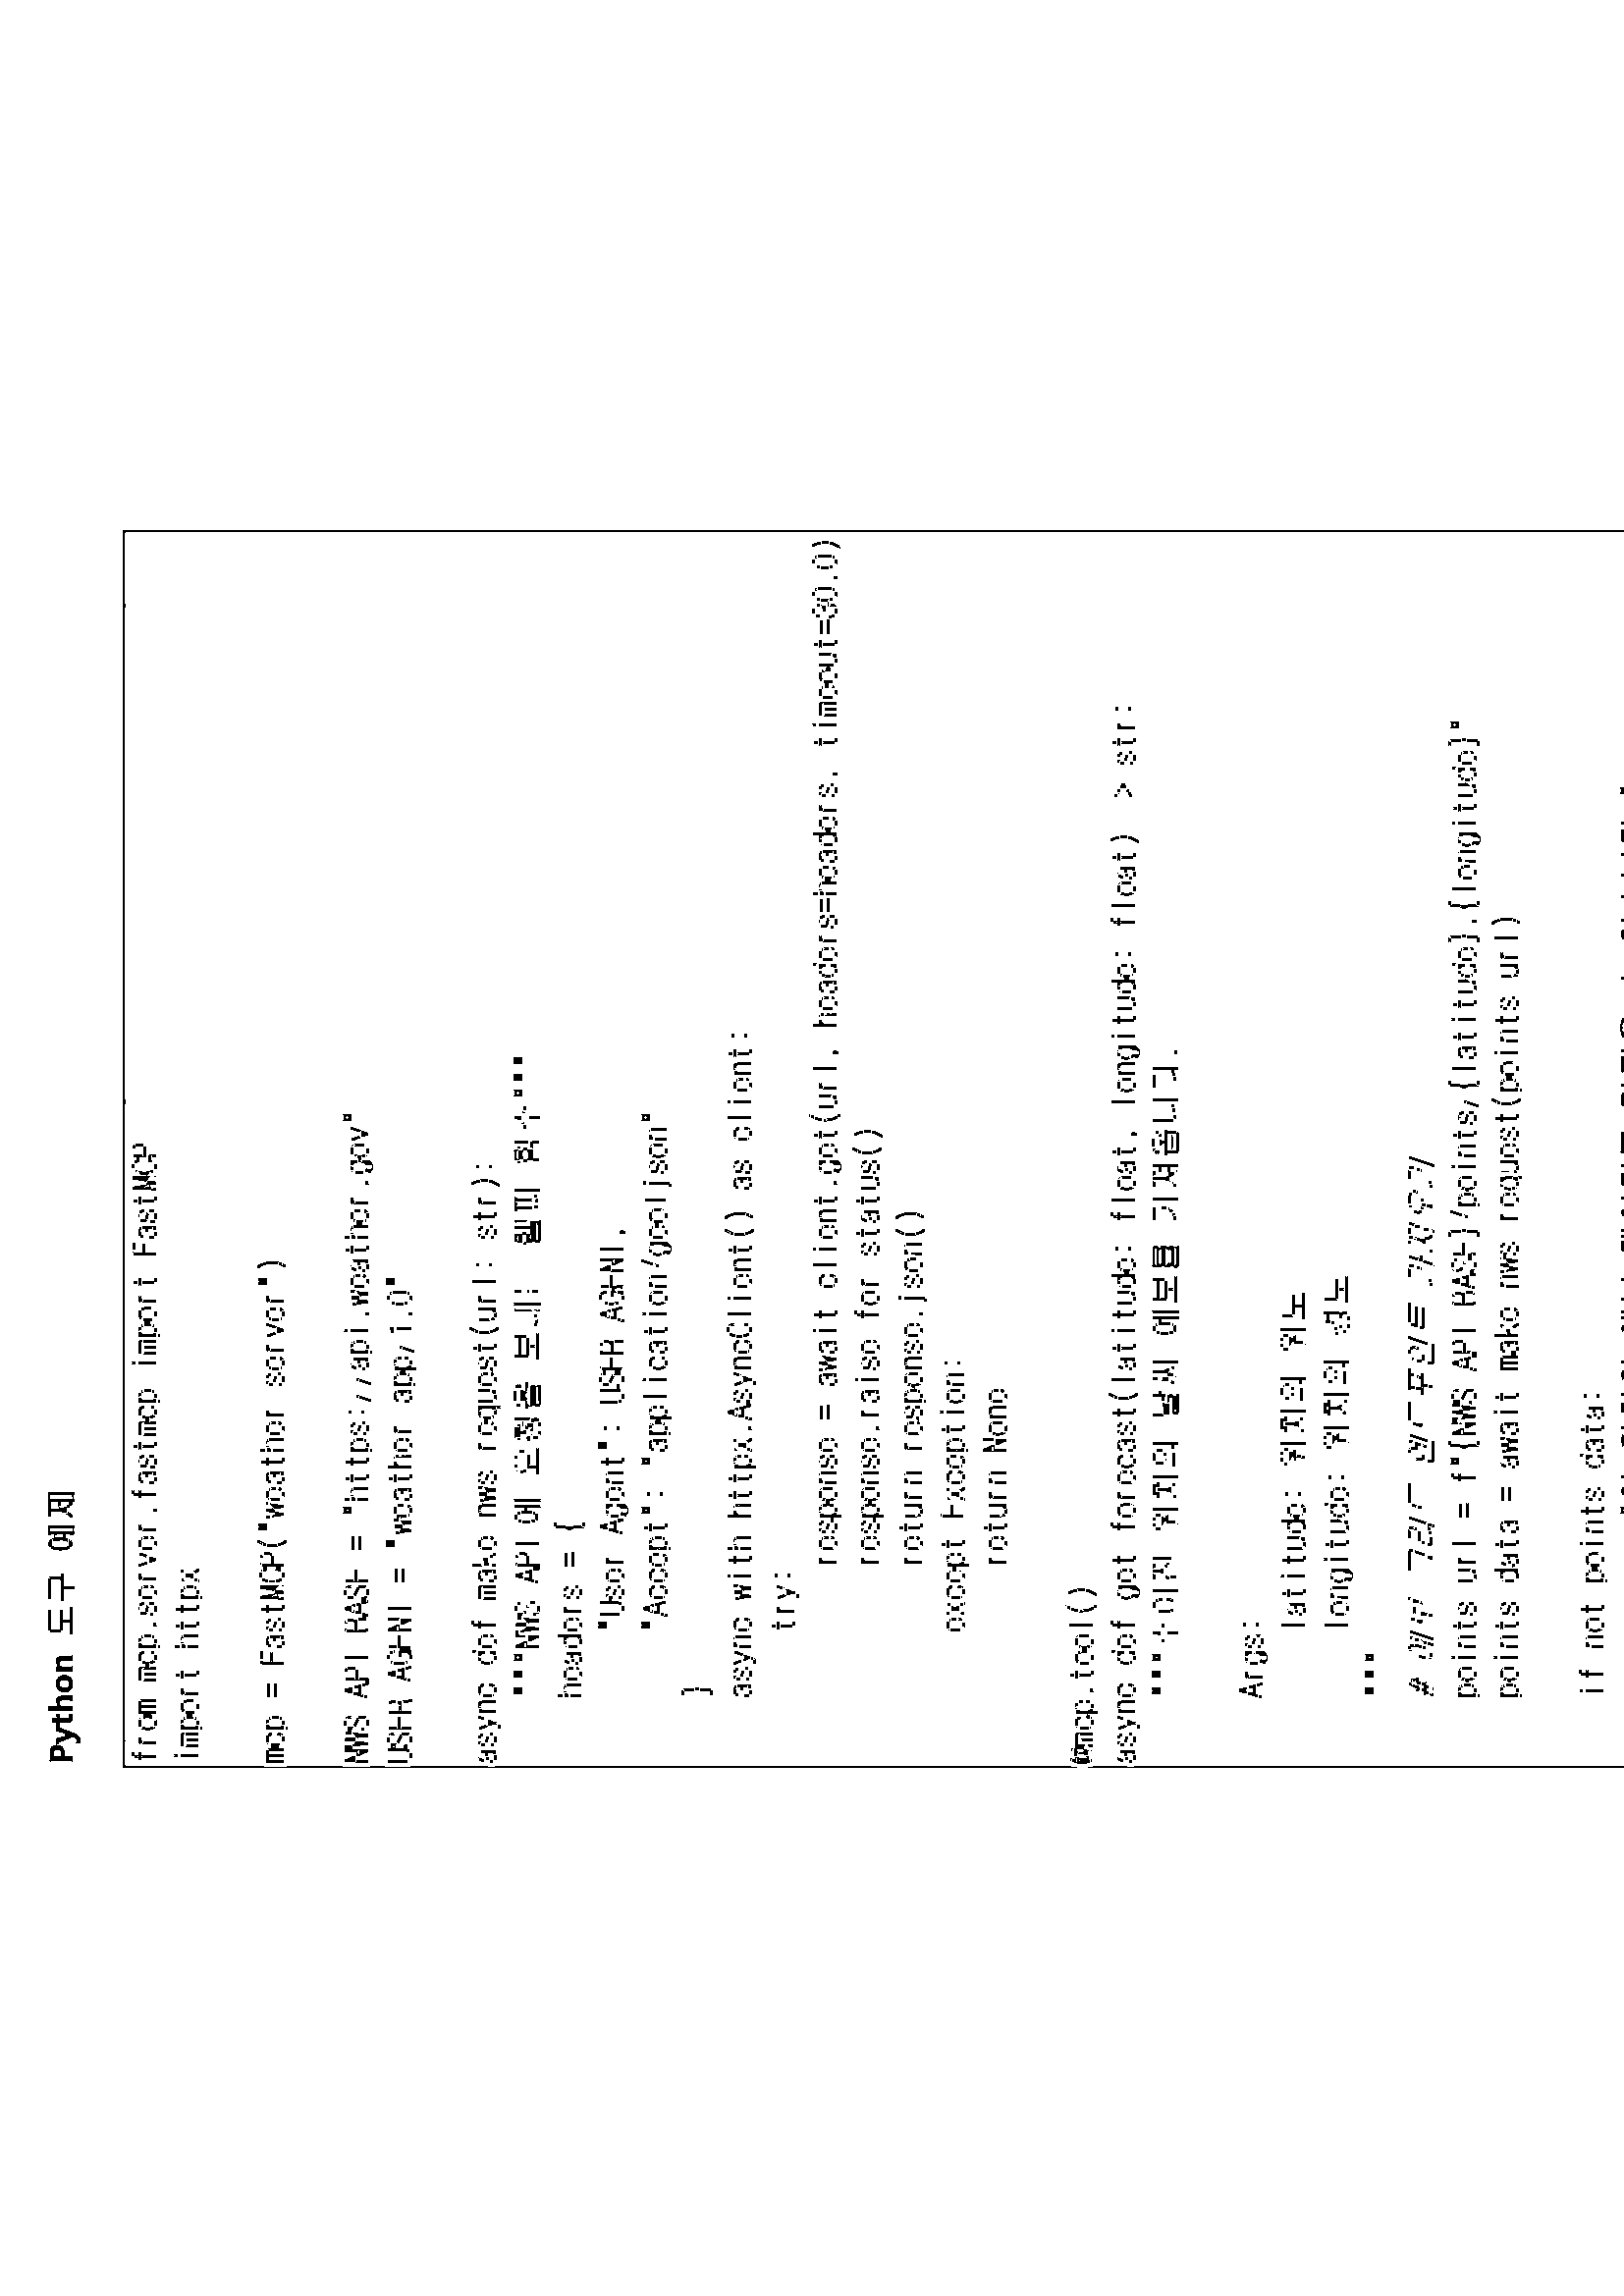 Python 도구 예제
from mcp.server.fastmcp import FastMCP
import httpx
mcp = FastMCP("weather server")
NWS API BASE = "https://api.weather.gov"
USER AGENT = "weather app/1.0"
async def make nws request(url: str):
"""NWS API에 요청을 보내는 헬퍼 함수"""
headers = {
"User Agent": USER AGENT,
"Accept": "application/geo json"
}
async with httpx.AsyncClient() as client:
try:
response = await client.get(url, headers=headers, timeout=30.0)
response.raise for status()
return response.json()
except Exception:
return None
@mcp.tool()
async def get forecast(latitude: float, longitude: float) > str:
"""주어진 위치의 날씨 예보를 가져옵니다.
Args:
latitude: 위치의 위도
longitude: 위치의 경도
"""
# 예보 그리드 엔드포인트 가져오기
points url = f"{NWS API BASE}/points/{latitude},{longitude}"
points data = await make nws request(points url)
if not points data: